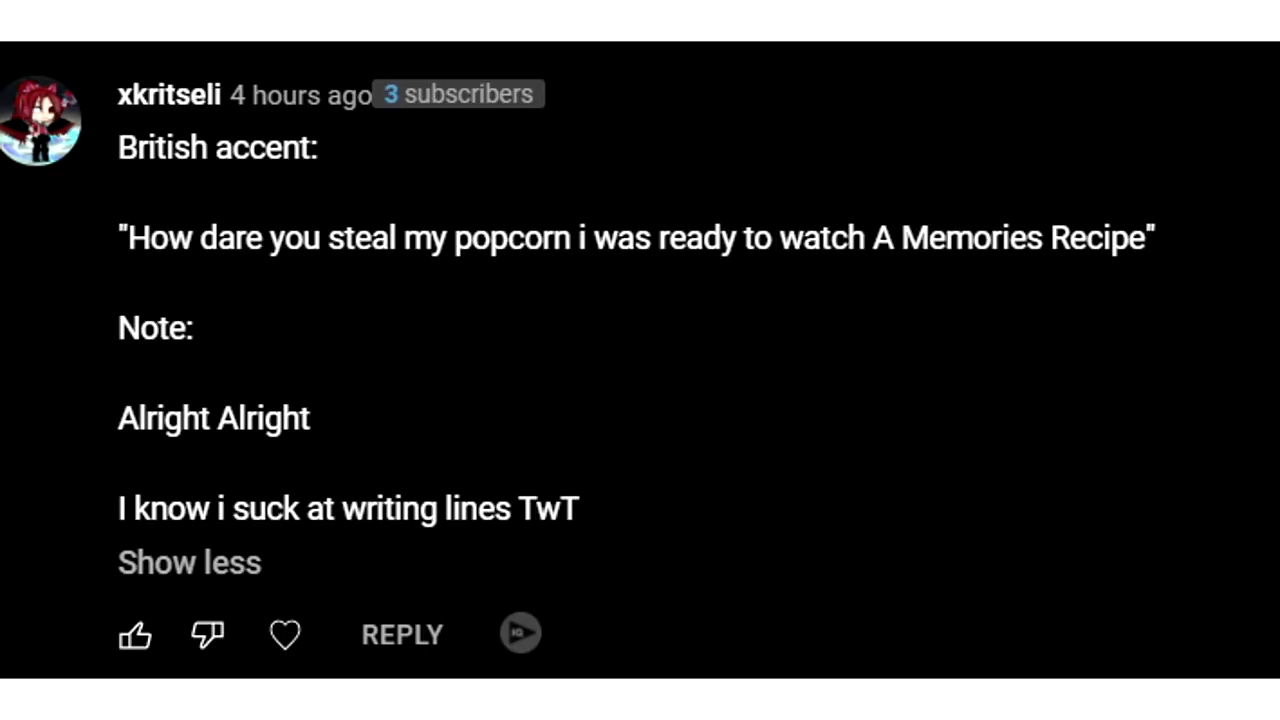 xkritseli 4 hours ago 3 subscribers
British accent:
"How dare you steal my popcorn i was ready to watch A Memories Recipe"
Note:
Alright Alright
I know i suck at writing lines TwT
Show less
REPLY
IQ